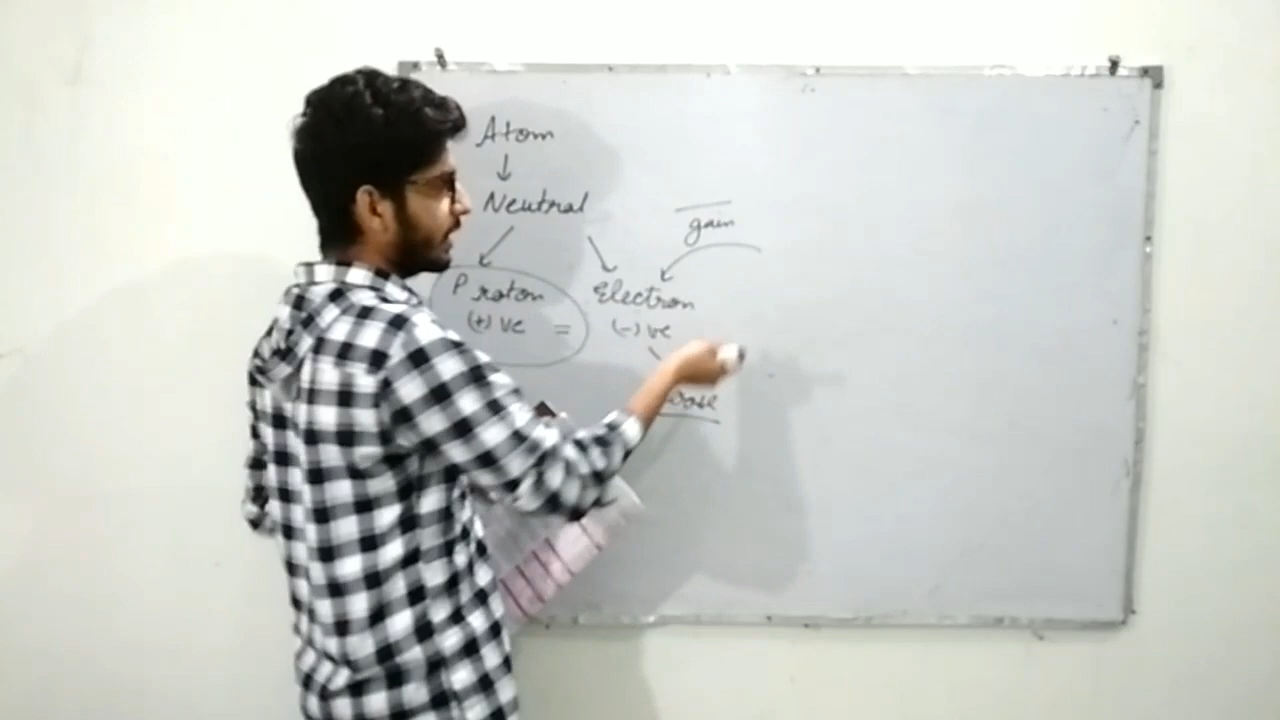 Atom
↓
Neutral
gain
Proton Electron
(+) ve = (-) ve